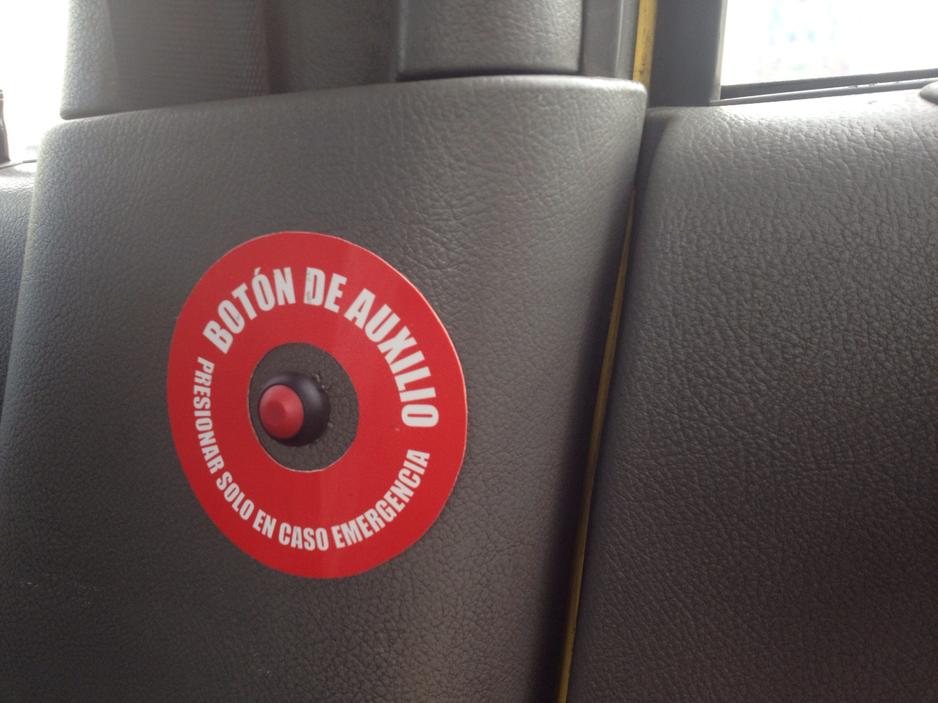 BOTÓN DE AUXILIO
PRESIONAR SOLO EN CASO EMERGENCIA